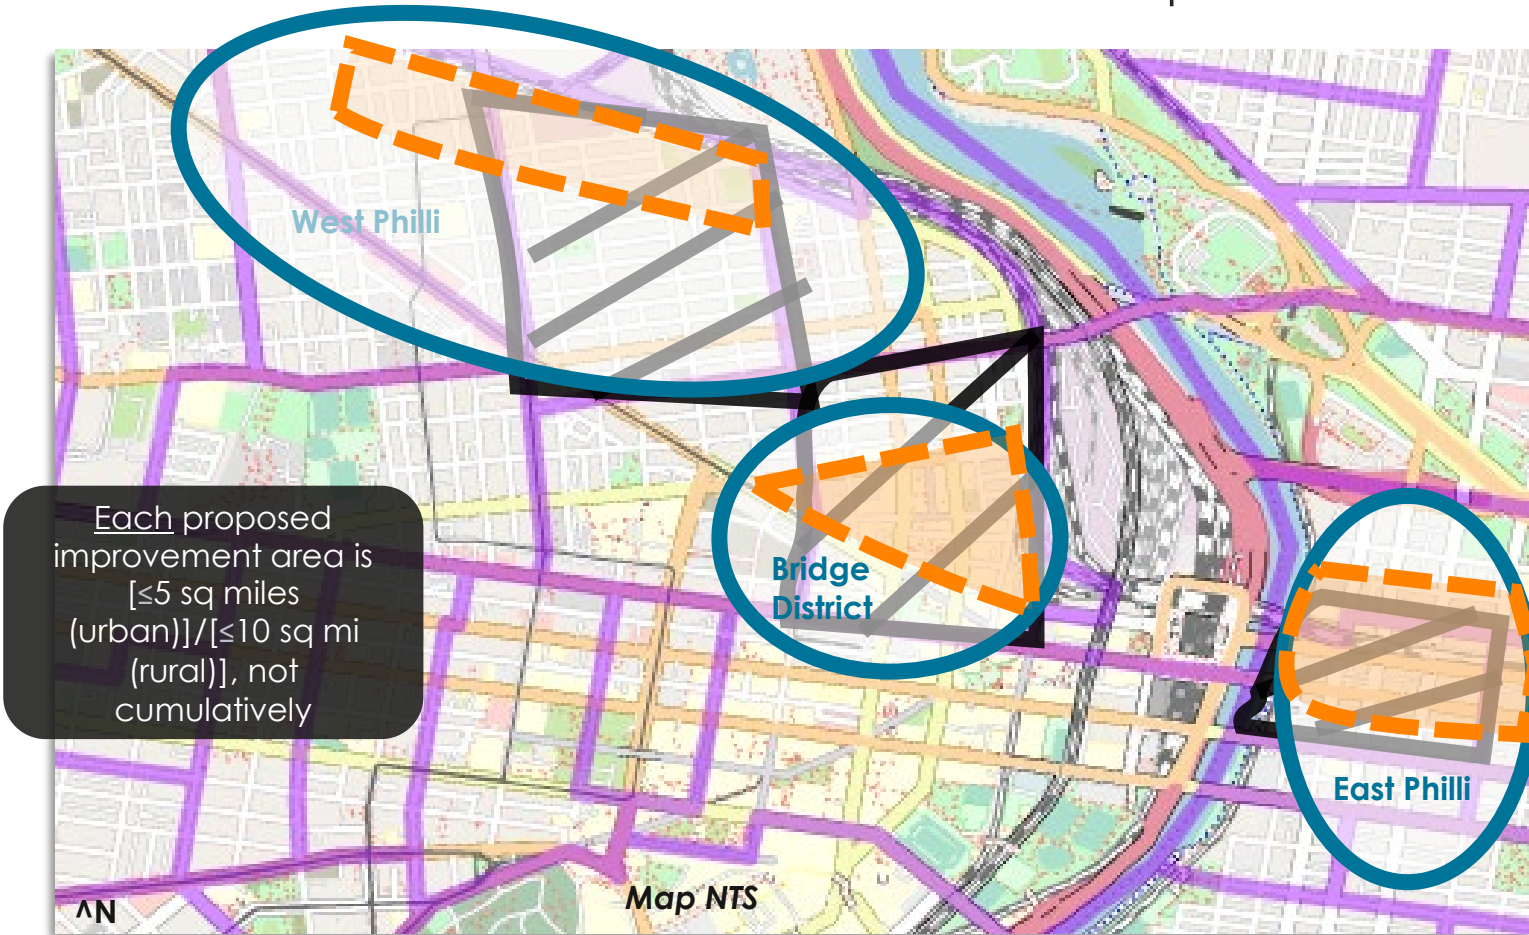 West Philli
Each proposed
improvement area is
[≤5 sq miles
(urban)]/[≤10 sq mi
(rural)], not
cumulatively
Bridge
District
East Philli
Map NTS
^N